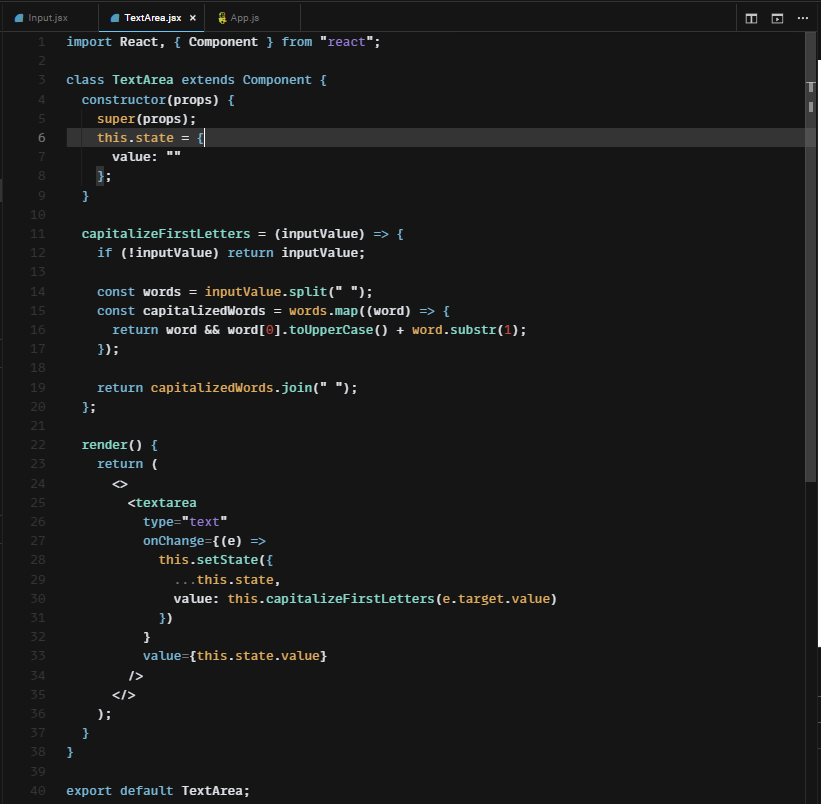 Input.jsx TextArea.jsx × App.js ...
1 import React, { Component } from "react";
2
3 class TextArea extends Component {
4   constructor(props) {
5     super(props);
6     this.state = {
7       value: ""
8     };
9   }
10
11   capitalizeFirstLetters = (inputValue) => {
12     if (!inputValue) return inputValue;
13
14     const words = inputValue.split(" ");
15     const capitalizedWords = words.map((word) => {
16       return word && word[0].toUpperCase() + word.substr(1);
17     });
18
19     return capitalizedWords.join(" ");
20   };
21
22   render() {
23     return (
24       <>
25         <textarea
26           type="text"
27           onChange={(e) =>
28             this.setState({
29               ...this.state,
30               value: this.capitalizeFirstLetters(e.target.value)
31             })
32           }
33           value={this.state.value}
34         />
35       </>
36     );
37   }
38 }
39
40 export default TextArea;